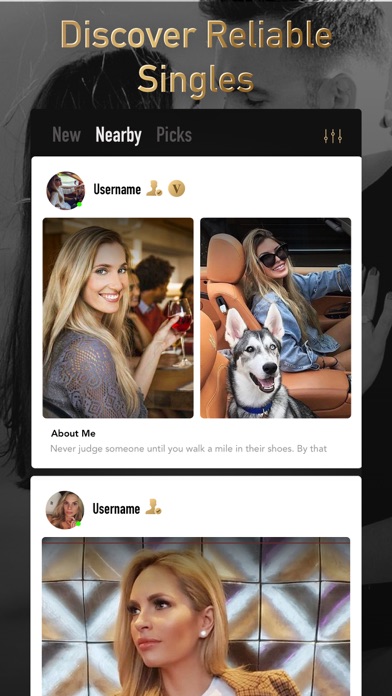 Discover Reliable
Singles
New Nearby Picks
Username V
About Me
Never judge someone until you walk a mile in their shoes. By that
Username